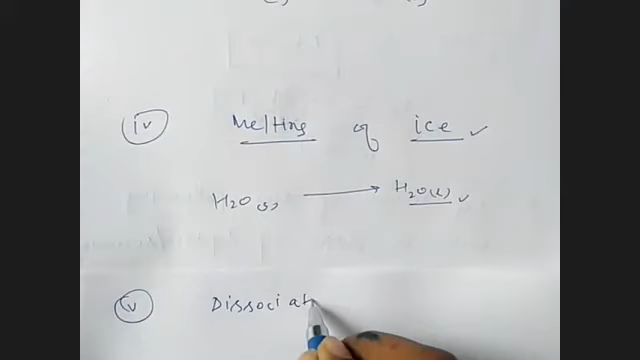 iv Melting of ice ✓
H₂O (s) ⟶ H₂O (l) ✓
v Dissociat